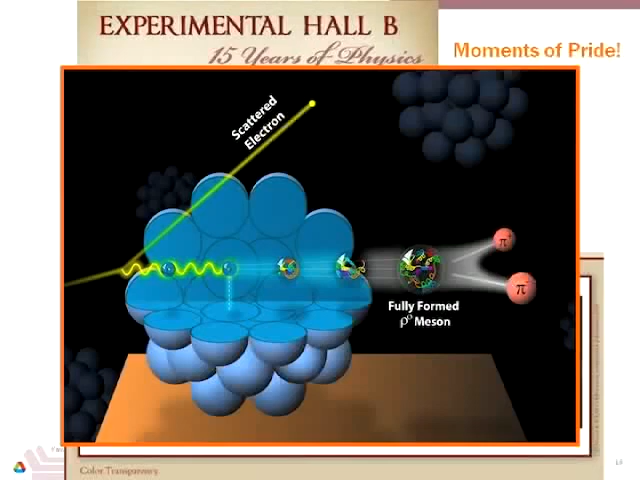 EXPERIMENTAL HALL B
15 Years of Physics
Moments of Pride!
Scattered
Electron
π⁺
π⁻
Fully Formed
ρ⁰ Meson
Color Transparency